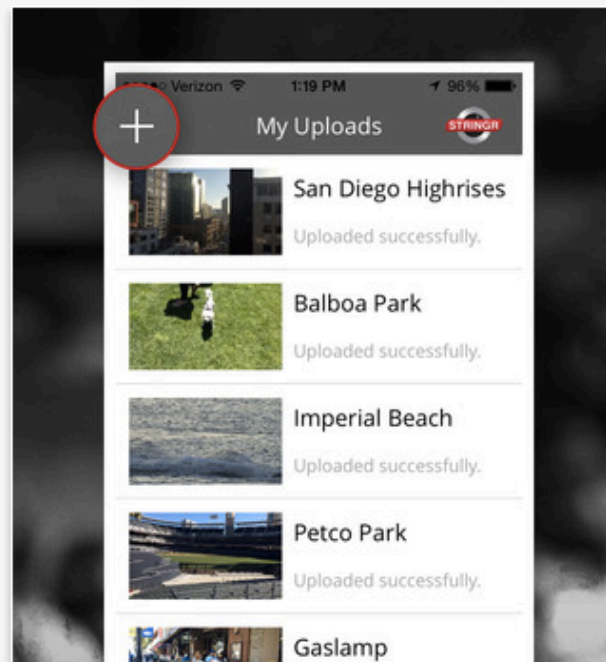 Verizon 1:19 PM 96%
My Uploads STRINGR
San Diego Highrises
Uploaded successfully.
Balboa Park
Uploaded successfully.
Imperial Beach
Uploaded successfully.
Petco Park
Uploaded successfully.
Gaslamp